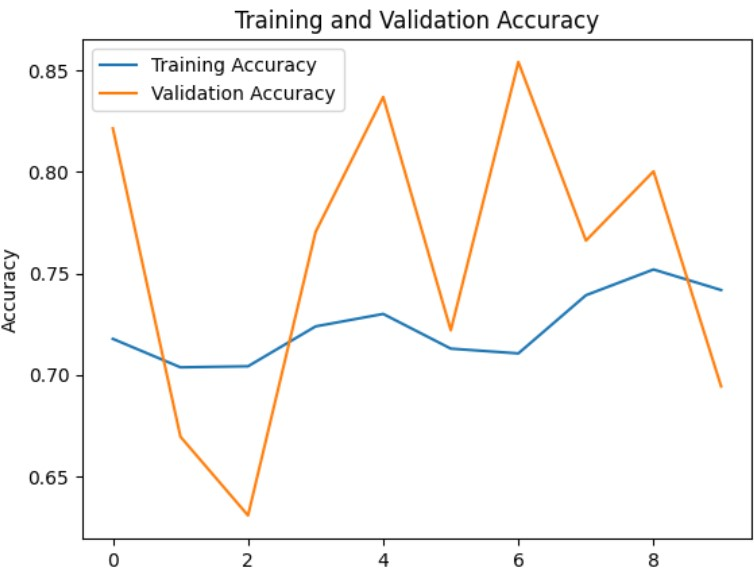 Training and Validation Accuracy
Training Accuracy
Validation Accuracy
Accuracy
0.85
0.80
0.75
0.70
0.65
0 2 4 6 8